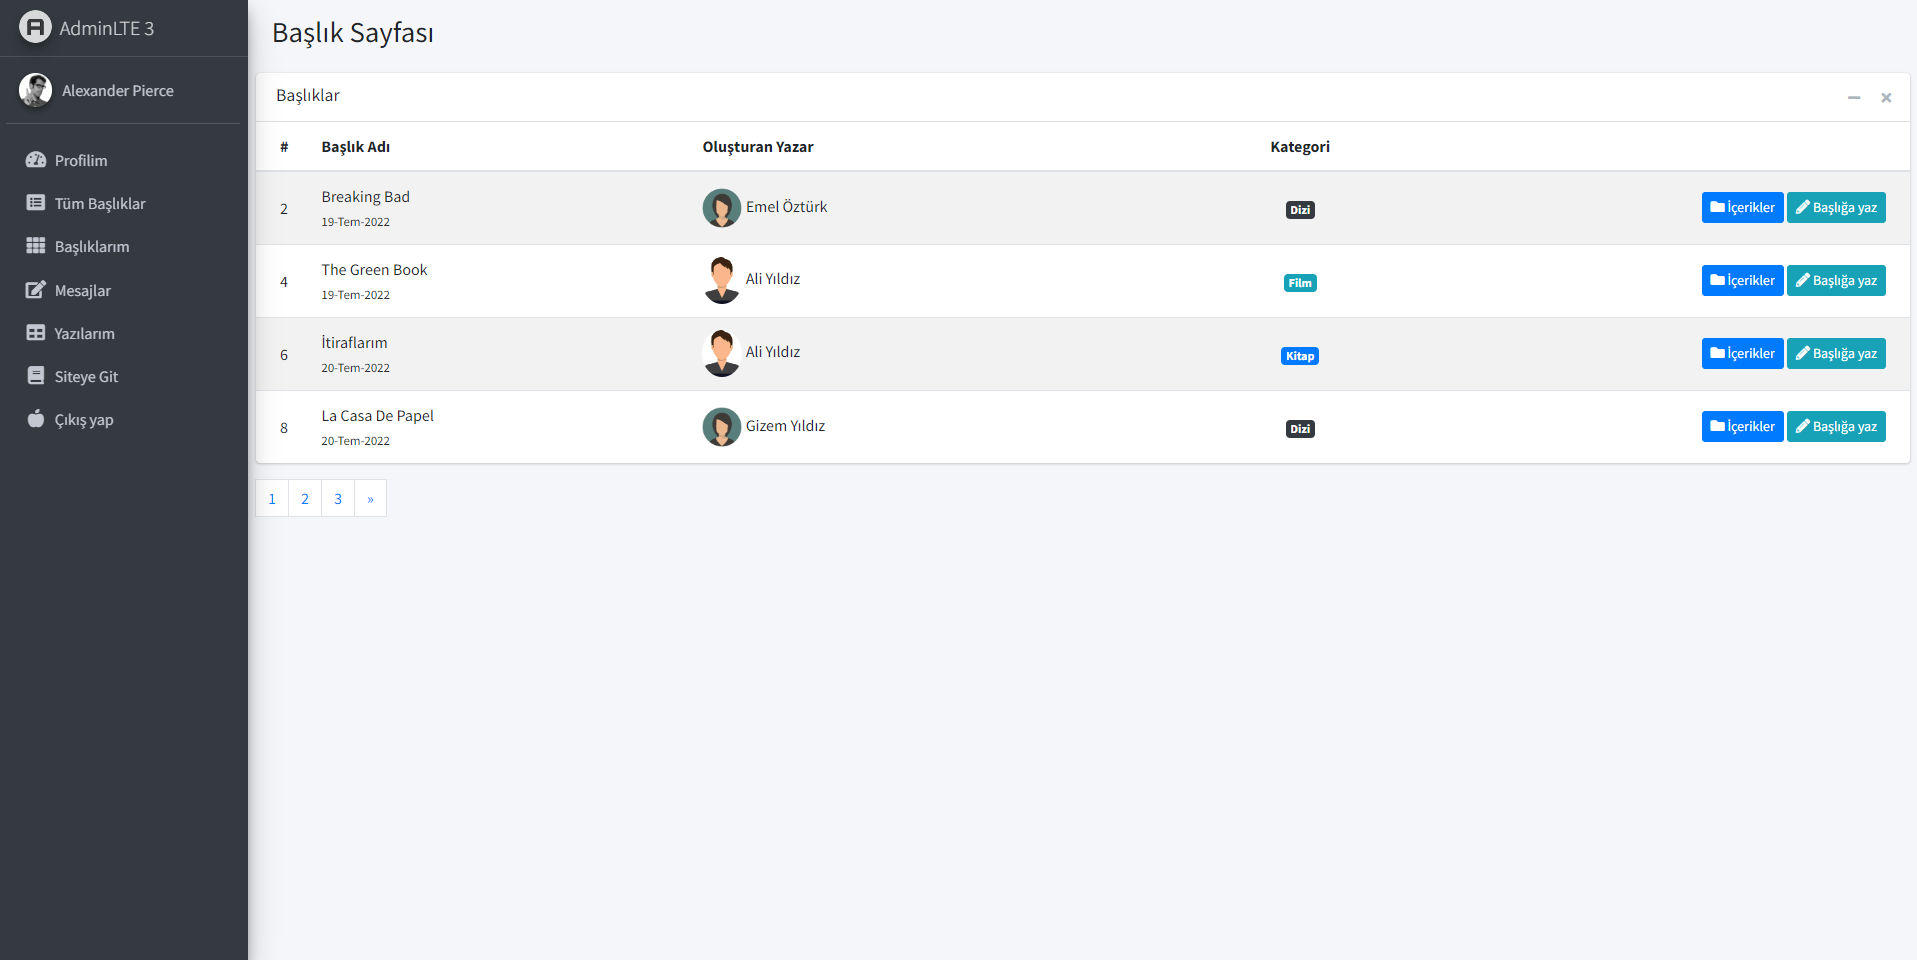 AdminLTE 3
Alexander Pierce
Profilim
Tüm Başlıklar
Başlıklarım
Mesajlar
Yazılarım
Siteye Git
Çıkış yap
Başlık Sayfası
Başlıklar
# Başlık Adı Oluşturan Yazar Kategori
2 Breaking Bad 19-Tem-2022 Emel Öztürk Dizi İçerikler Başlığa yaz
4 The Green Book 19-Tem-2022 Ali Yıldız Film İçerikler Başlığa yaz
6 İtiraflarım 20-Tem-2022 Ali Yıldız Kitap İçerikler Başlığa yaz
8 La Casa De Papel 20-Tem-2022 Gizem Yıldız Dizi İçerikler Başlığa yaz
1 2 3 »